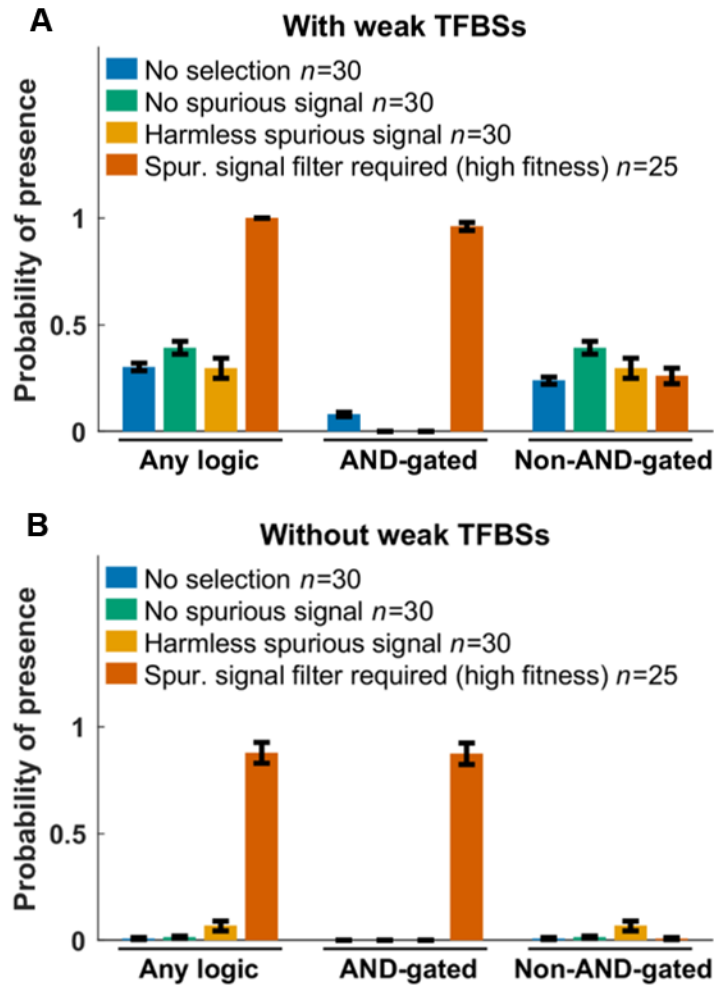 A
With weak TFBSs
No selection n=30
No spurious signal n=30
Harmless spurious signal n=30
Spur. signal filter required (high fitness) n=25
Probability of presence
1
0.5
0
Any logic
AND-gated
Non-AND-gated
B
Without weak TFBSs
No selection n=30
No spurious signal n=30
Harmless spurious signal n=30
Spur. signal filter required (high fitness) n=25
Probability of presence
1
0.5
0
Any logic
AND-gated
Non-AND-gated